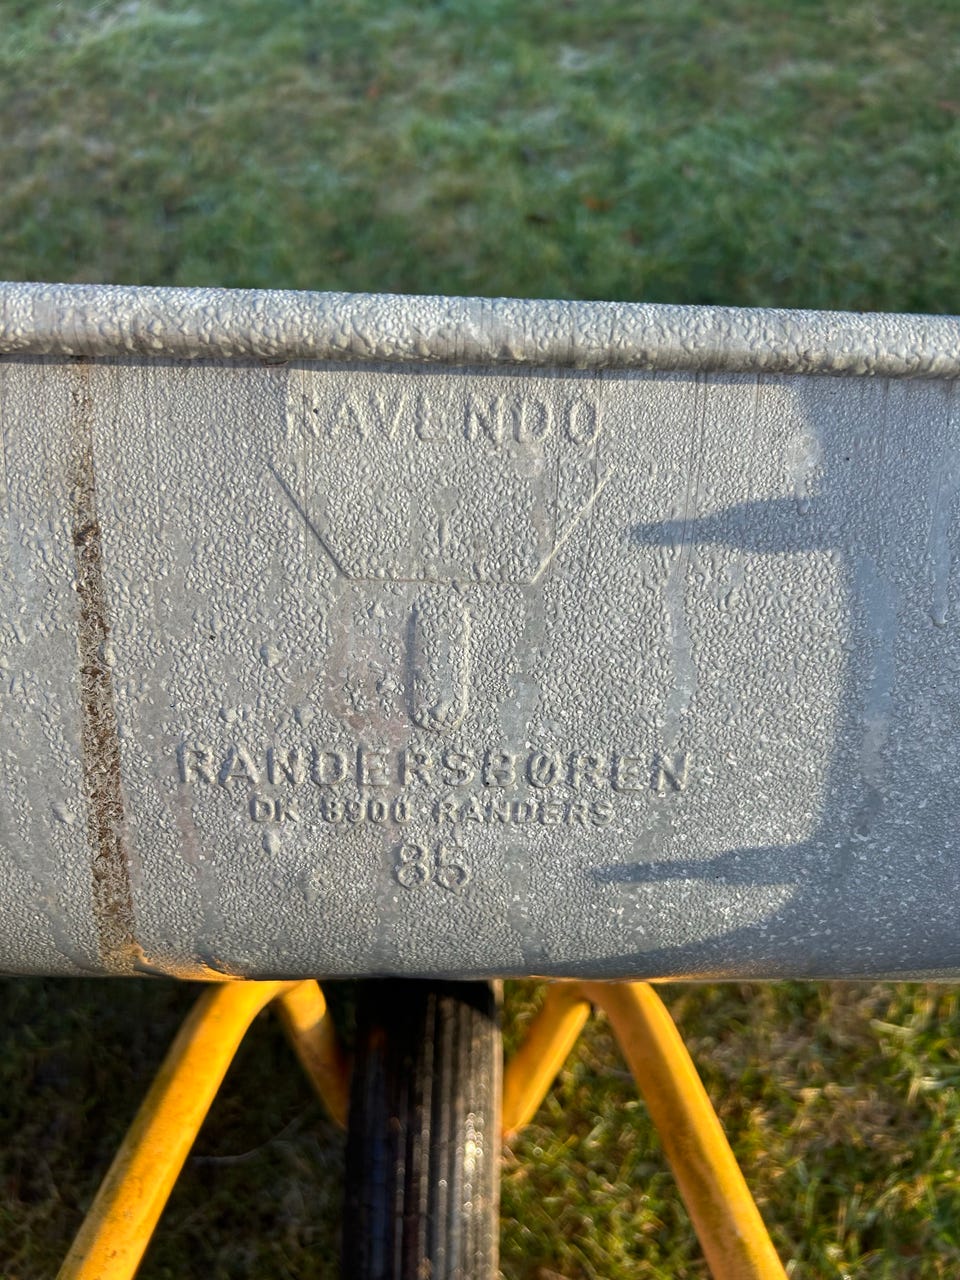 RAVENDO
RANDERSBØREN
DK 8900 RANDERS
85